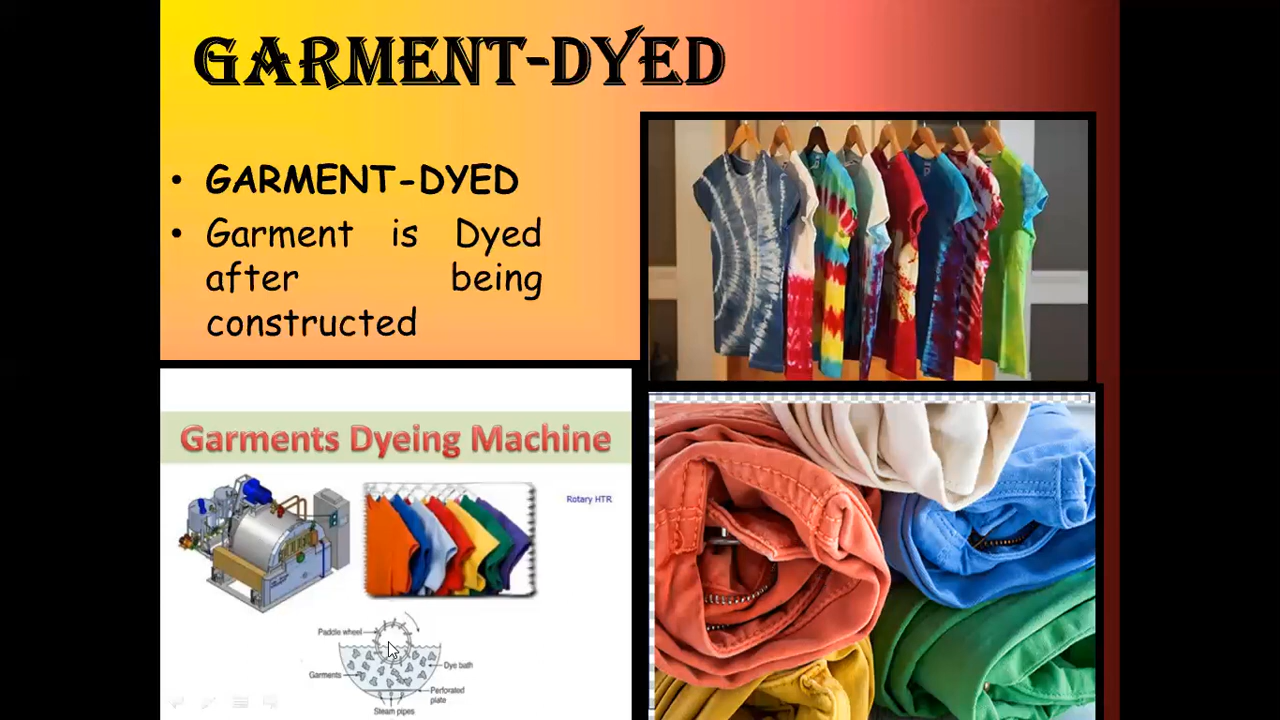 GARMENT-DYED
• GARMENT-DYED
• Garment is Dyed
after being
constructed
Garments Dyeing Machine
Rotary HTR
Paddle wheel
Garments
Dye bath
Perforated
plate
Steam pipes